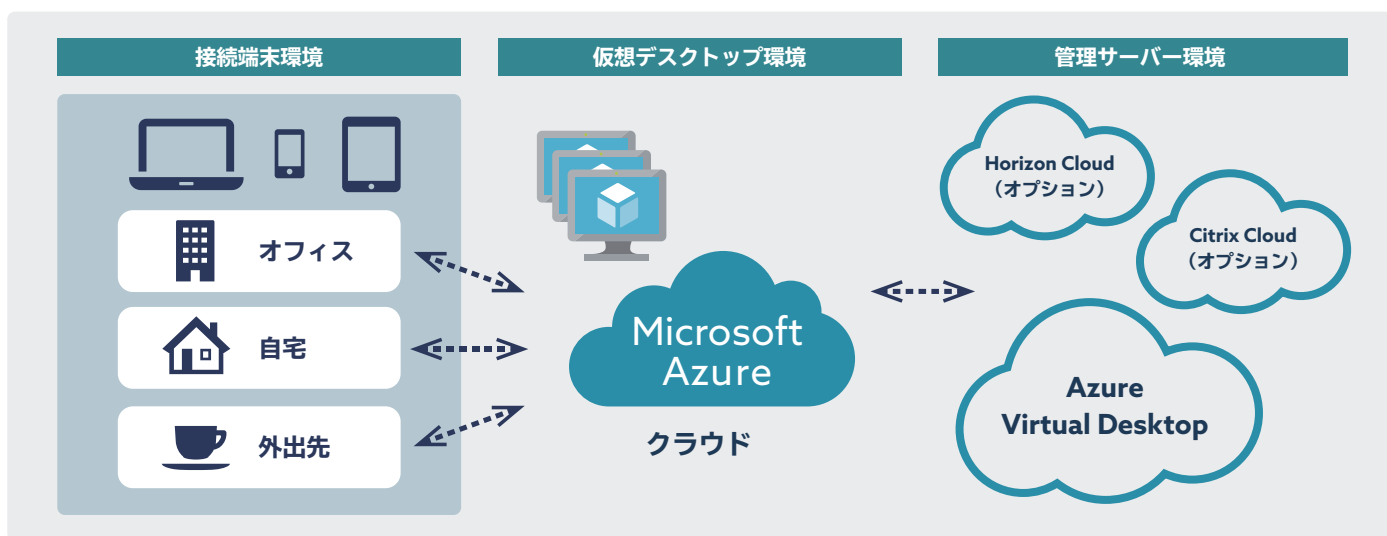 接続端末環境
仮想デスクトップ環境
管理サーバー環境
オフィス
自宅
外出先
Microsoft
Azure
クラウド
Horizon Cloud
（オプション）
Citrix Cloud
（オプション）
Azure
Virtual Desktop